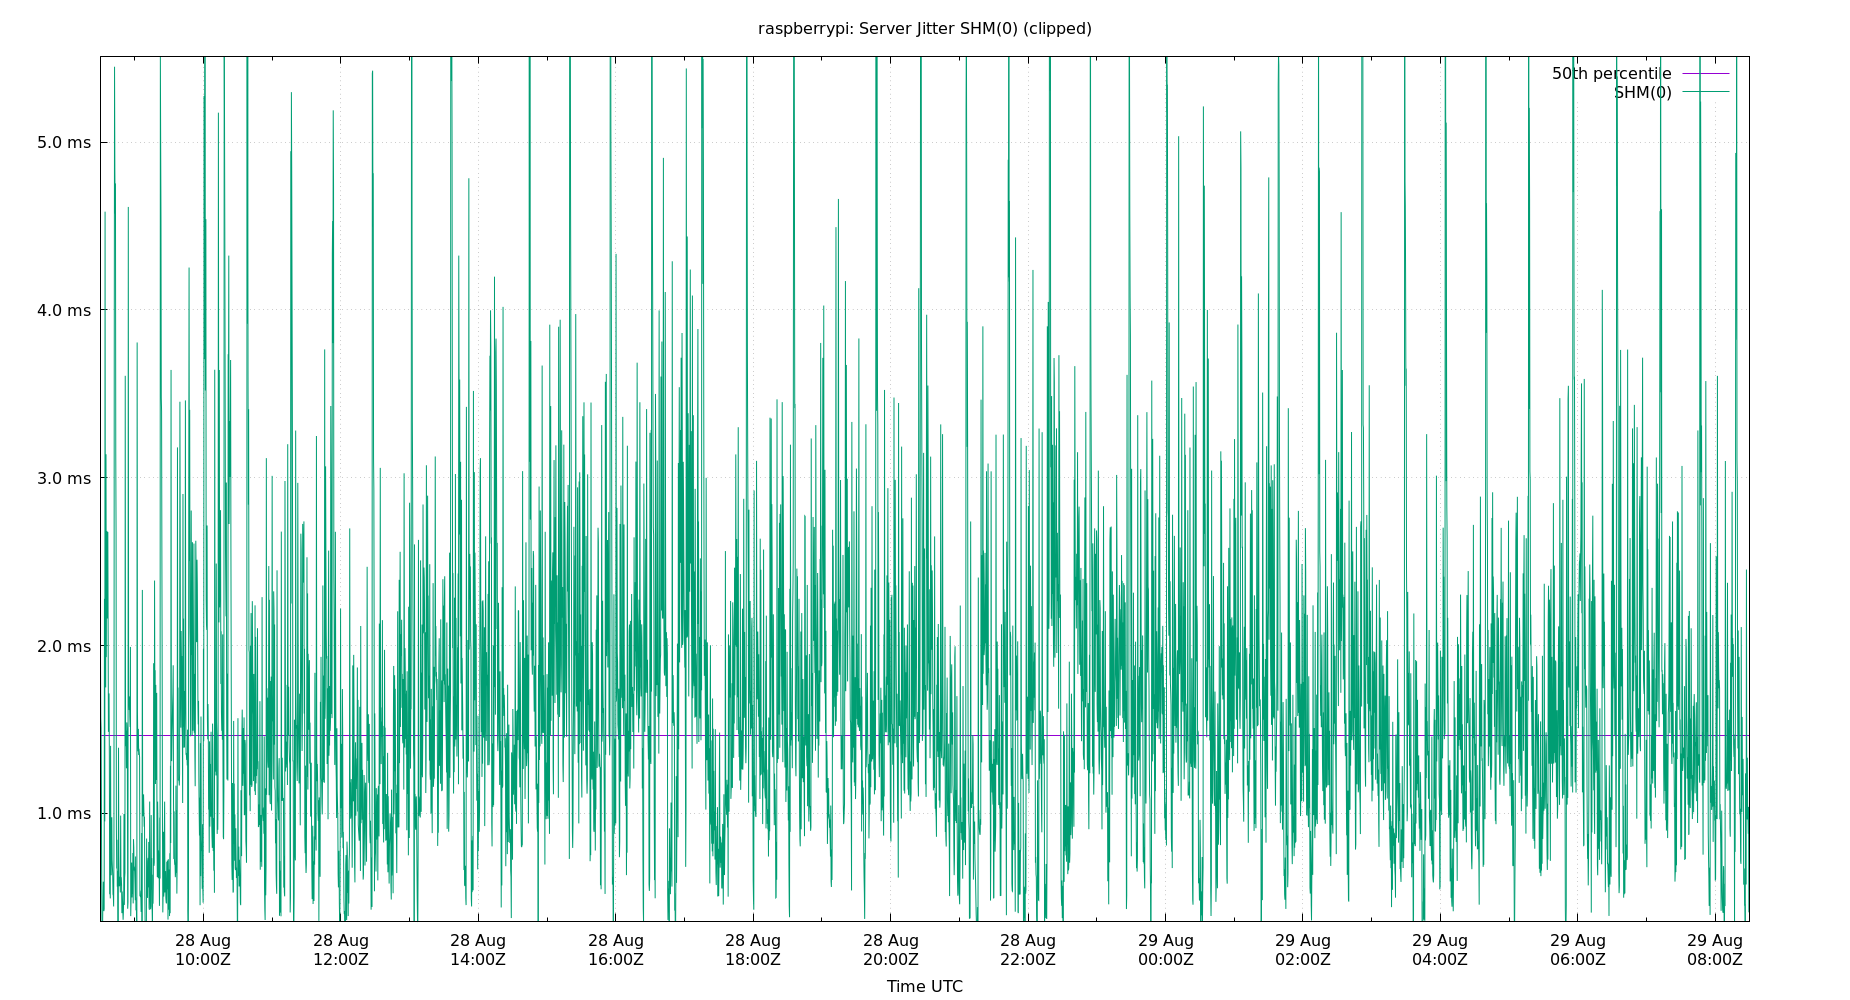 raspberrypi: Server Jitter SHM(0) (clipped)
50th percentile
SHM(0)
5.0 ms
4.0 ms
3.0 ms
2.0 ms
1.0 ms
28 Aug 28 Aug 28 Aug 28 Aug 28 Aug 28 Aug 28 Aug 29 Aug 29 Aug 29 Aug 29 Aug 29 Aug
10:00Z 12:00Z 14:00Z 16:00Z 18:00Z 20:00Z 22:00Z 00:00Z 02:00Z 04:00Z 06:00Z 08:00Z
Time UTC